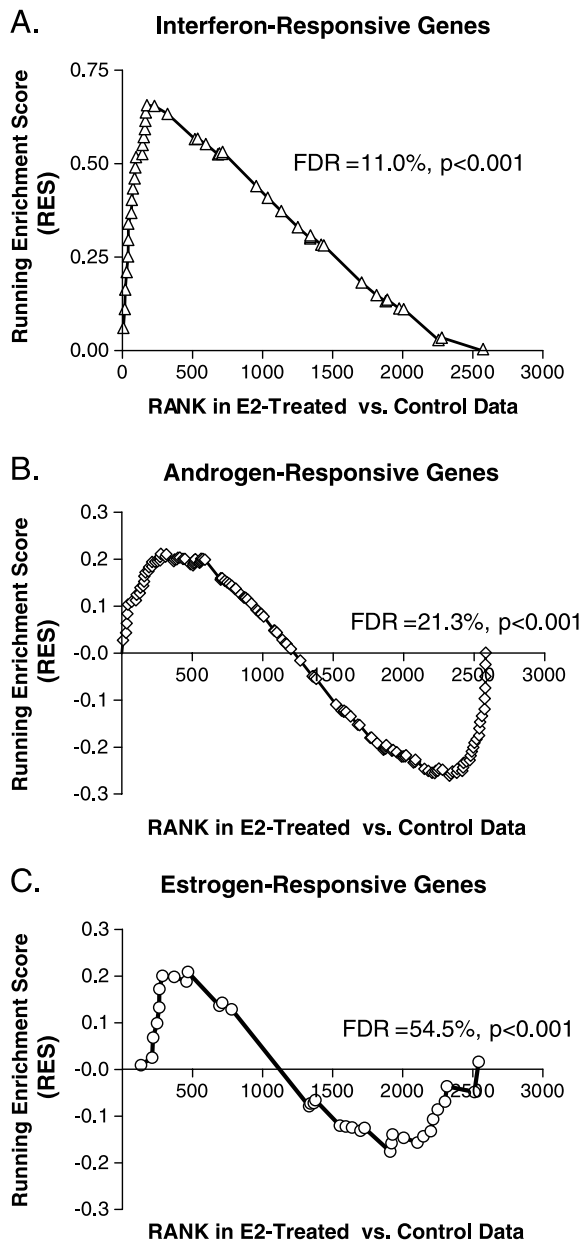 A.
Interferon-Responsive Genes
Running Enrichment Score
(RES)
0.75
0.50
0.25
0.00
FDR =11.0%, p<0.001
0 500 1000 1500 2000 2500 3000
RANK in E2-Treated vs. Control Data
B.
Androgen-Responsive Genes
Running Enrichment Score
(RES)
0.3
0.2
0.1
-0.0
-0.1
-0.2
-0.3
FDR =21.3%, p<0.001
500 1000 1500 2000 2500 3000
RANK in E2-Treated vs. Control Data
C.
Estrogen-Responsive Genes
Running Enrichment Score
(RES)
0.3
0.2
0.1
-0.0
-0.1
-0.2
-0.3
FDR =54.5%, p<0.001
500 1000 1500 2000 2500 3000
RANK in E2-Treated vs. Control Data